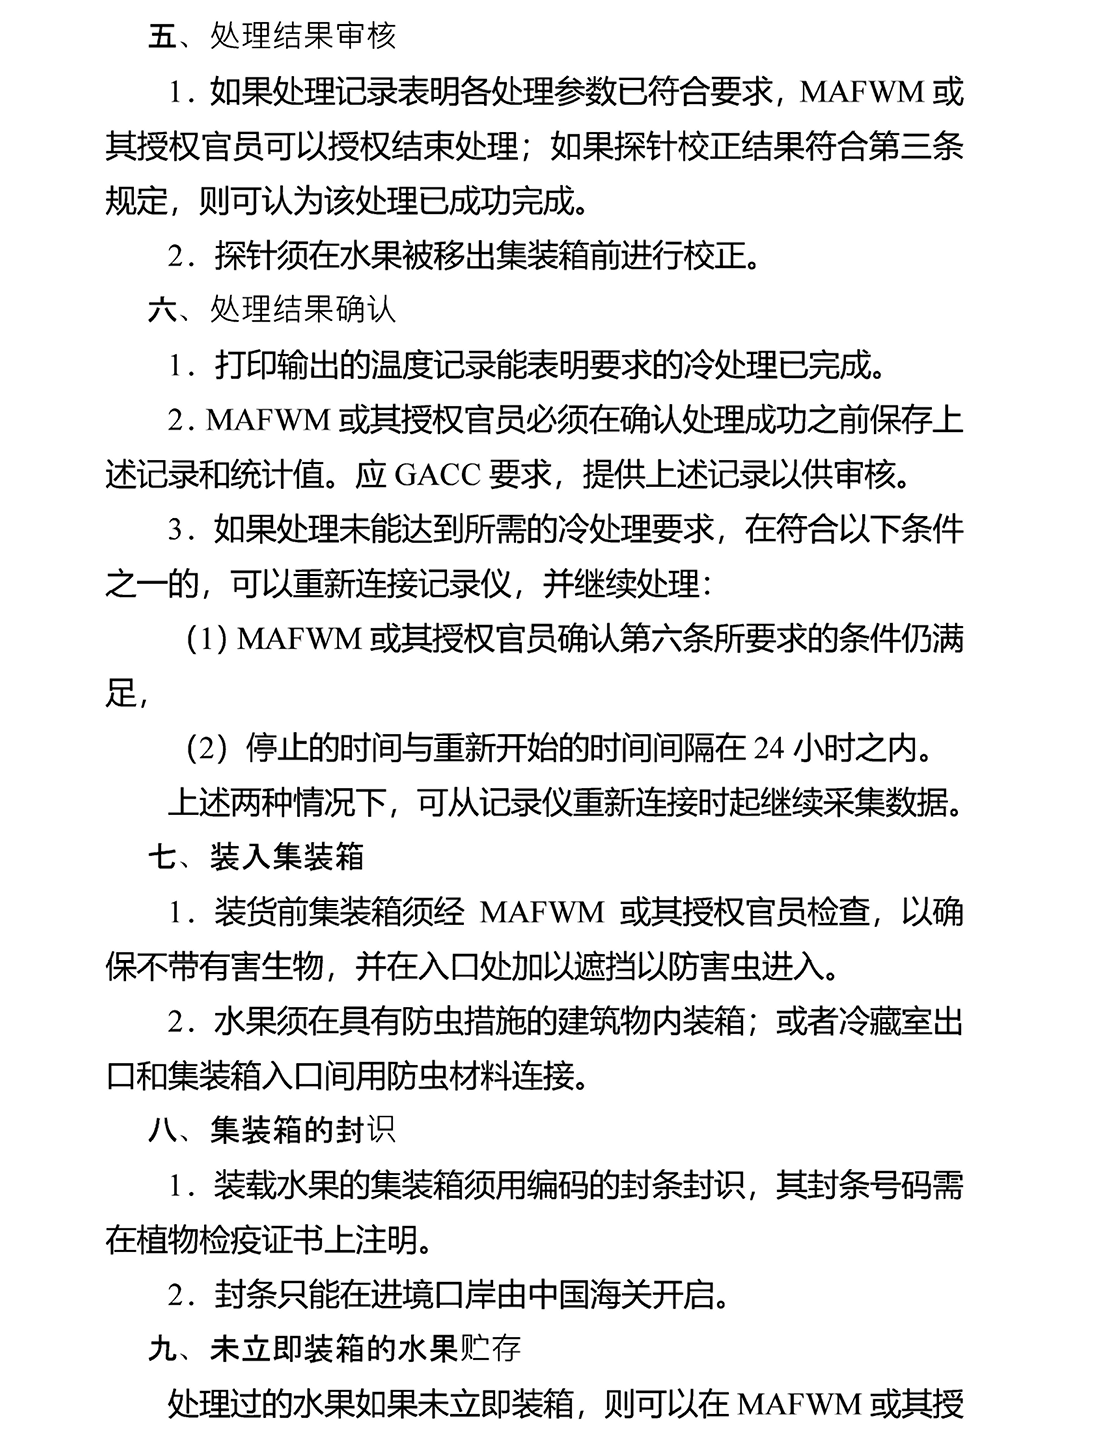 五、处理结果审核
1. 如果处理记录表明各处理参数已符合要求，MAFWM 或
其授权官员可以授权结束处理；如果探针校正结果符合第三条
规定，则可认为该处理已成功完成。
2. 探针须在水果被移出集装箱前进行校正。
六、处理结果确认
1. 打印输出的温度记录能表明要求的冷处理已完成。
2. MAFWM 或其授权官员必须在确认处理成功之前保存上
述记录和统计值。应 GACC 要求，提供上述记录以供审核。
3. 如果处理未能达到所需的冷处理要求，在符合以下条件
之一的，可以重新连接记录仪，并继续处理：
（1）MAFWM 或其授权官员确认第六条所要求的条件仍满
足，
（2）停止的时间与重新开始的时间间隔在 24 小时之内。
上述两种情况下，可从记录仪重新连接时起继续采集数据。
七、装入集装箱
1. 装货前集装箱须经 MAFWM 或其授权官员检查，以确
保不带有害生物，并在入口处加以遮挡以防害虫进入。
2. 水果须在具有防虫措施的建筑物内装箱；或者冷藏室出
口和集装箱入口间用防虫材料连接。
八、集装箱的封识
1. 装载水果的集装箱须用编码的封条封识，其封条号码需
在植物检疫证书上注明。
2. 封条只能在进境口岸由中国海关开启。
九、未立即装箱的水果贮存
处理过的水果如果未立即装箱，则可以在 MAFWM 或其授